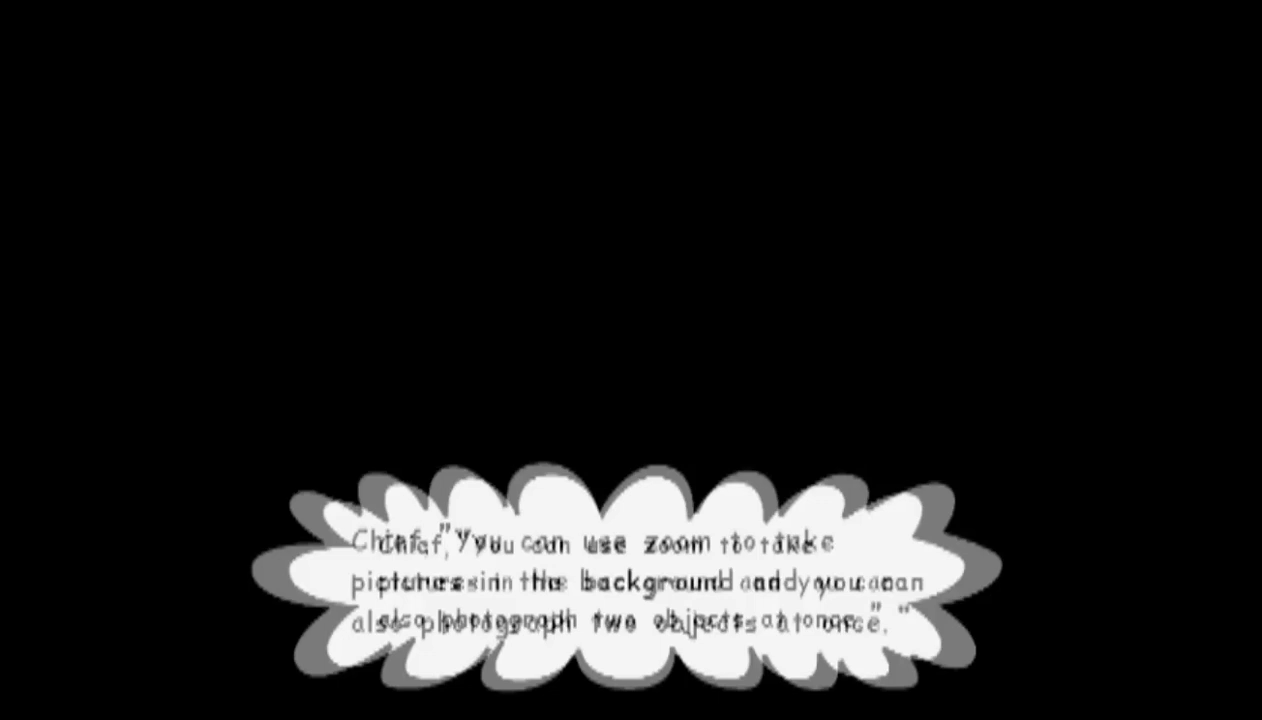 Chief, "You can use zoom to take
pictures in the background and you can
also photograph two objects at once."